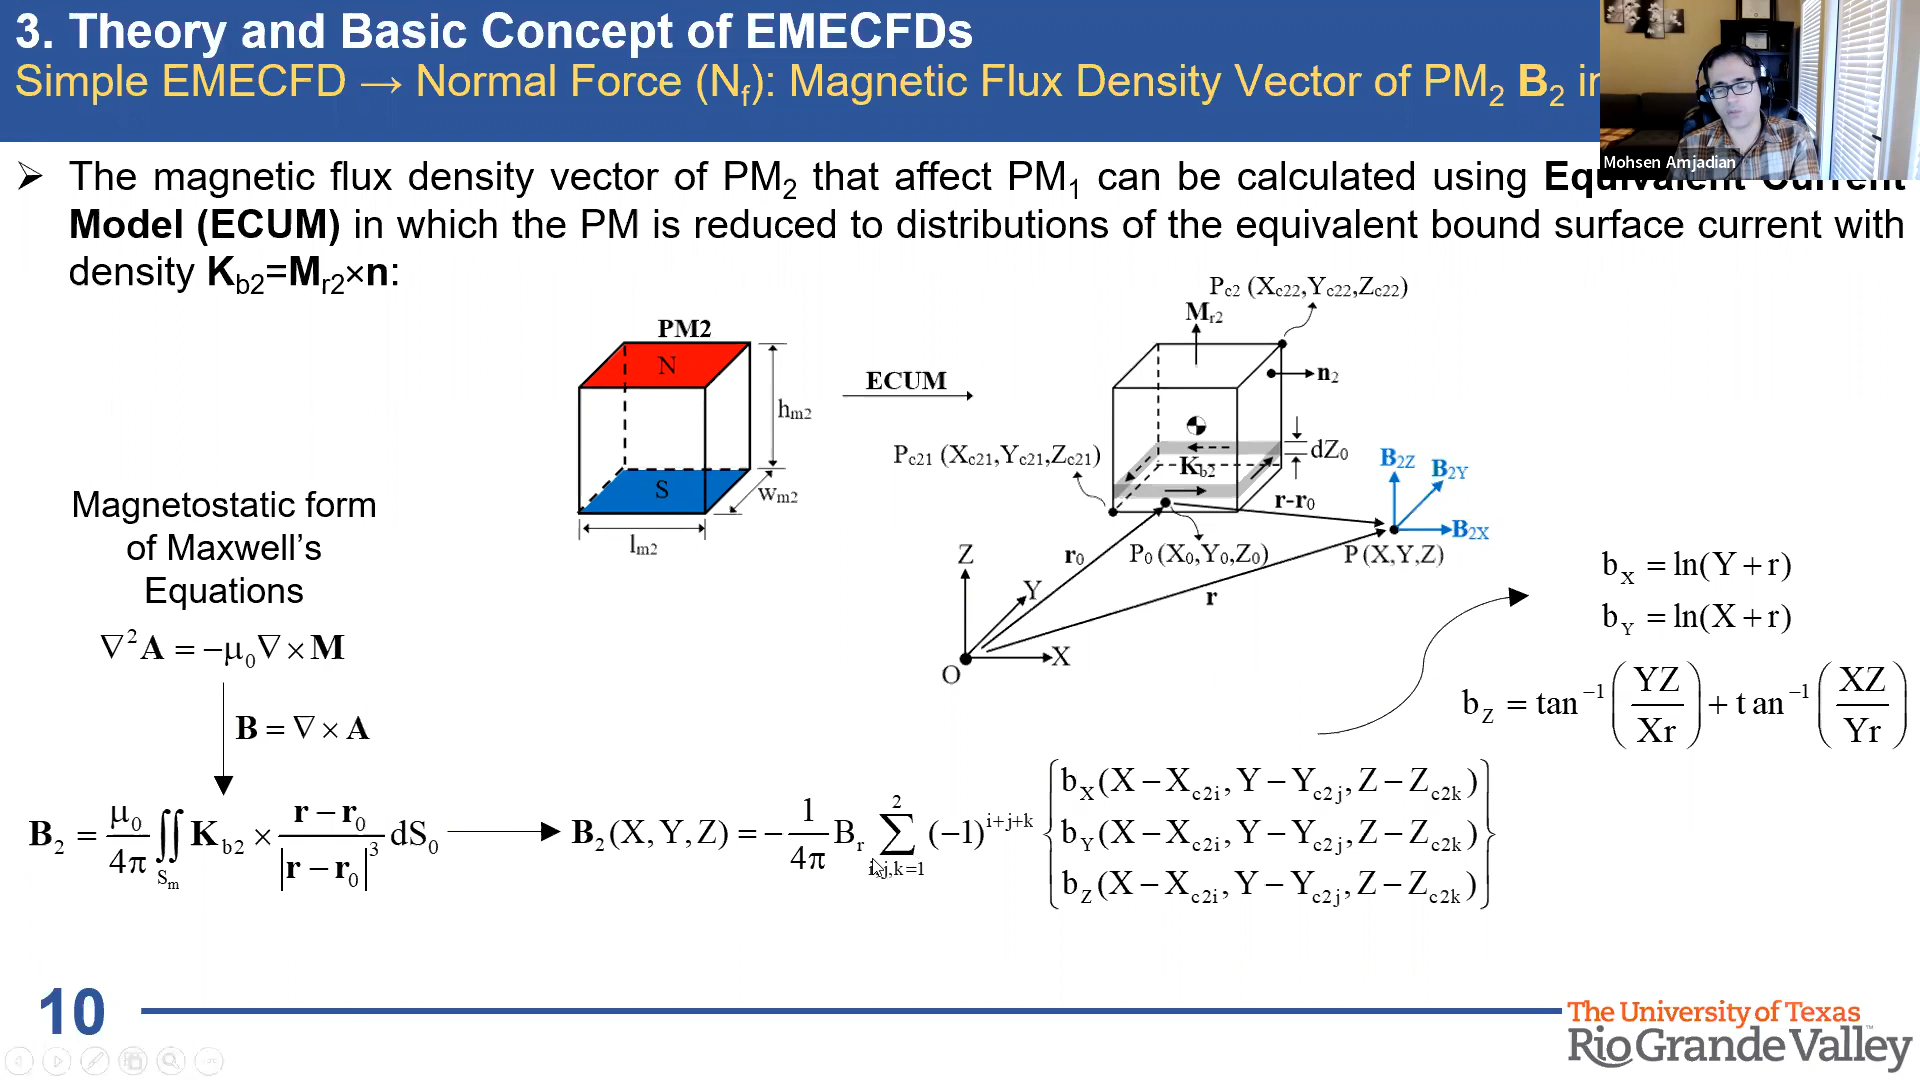 3. Theory and Basic Concept of EMECFDs
Simple EMECFD → Normal Force (Nf): Magnetic Flux Density Vector of PM2 B2
Mohsen Amjadian
➢ The magnetic flux density vector of PM2 that affect PM1 can be calculated using Equivalent Current
Model (ECUM) in which the PM is reduced to distributions of the equivalent bound surface current with
density Kb2=Mr2×n:
PM2
N
S
hm2
wm2
lm2
ECUM
Pc2 (Xc22,Yc22,Zc22)
Mr2
n2
dZ0
Pc21 (Xc21,Yc21,Zc21)
Kb2
r-r0
B2Z
B2Y
B2X
r0
P0 (X0,Y0,Z0)
P (X,Y,Z)
r
Z
Y
X
O
Magnetostatic form
of Maxwell's
Equations
∇²A = −μ0∇×M
B = ∇×A
B2 = μ0/4π ∬Sm Kb2 × (r − r0)/|r − r0|³ dS0
B2(X, Y, Z) = −1/4π Br Σ i,j,k=1 2 (−1)^i+j+k
bX(X − Xc2i, Y − Yc2j, Z − Zc2k)
bY(X − Xc2i, Y − Yc2j, Z − Zc2k)
bZ(X − Xc2i, Y − Yc2j, Z − Zc2k)
bX = ln(Y + r)
bY = ln(X + r)
bZ = tan⁻¹(YZ/Xr) + tan⁻¹(XZ/Yr)
10
The University of Texas
RioGrandeValley